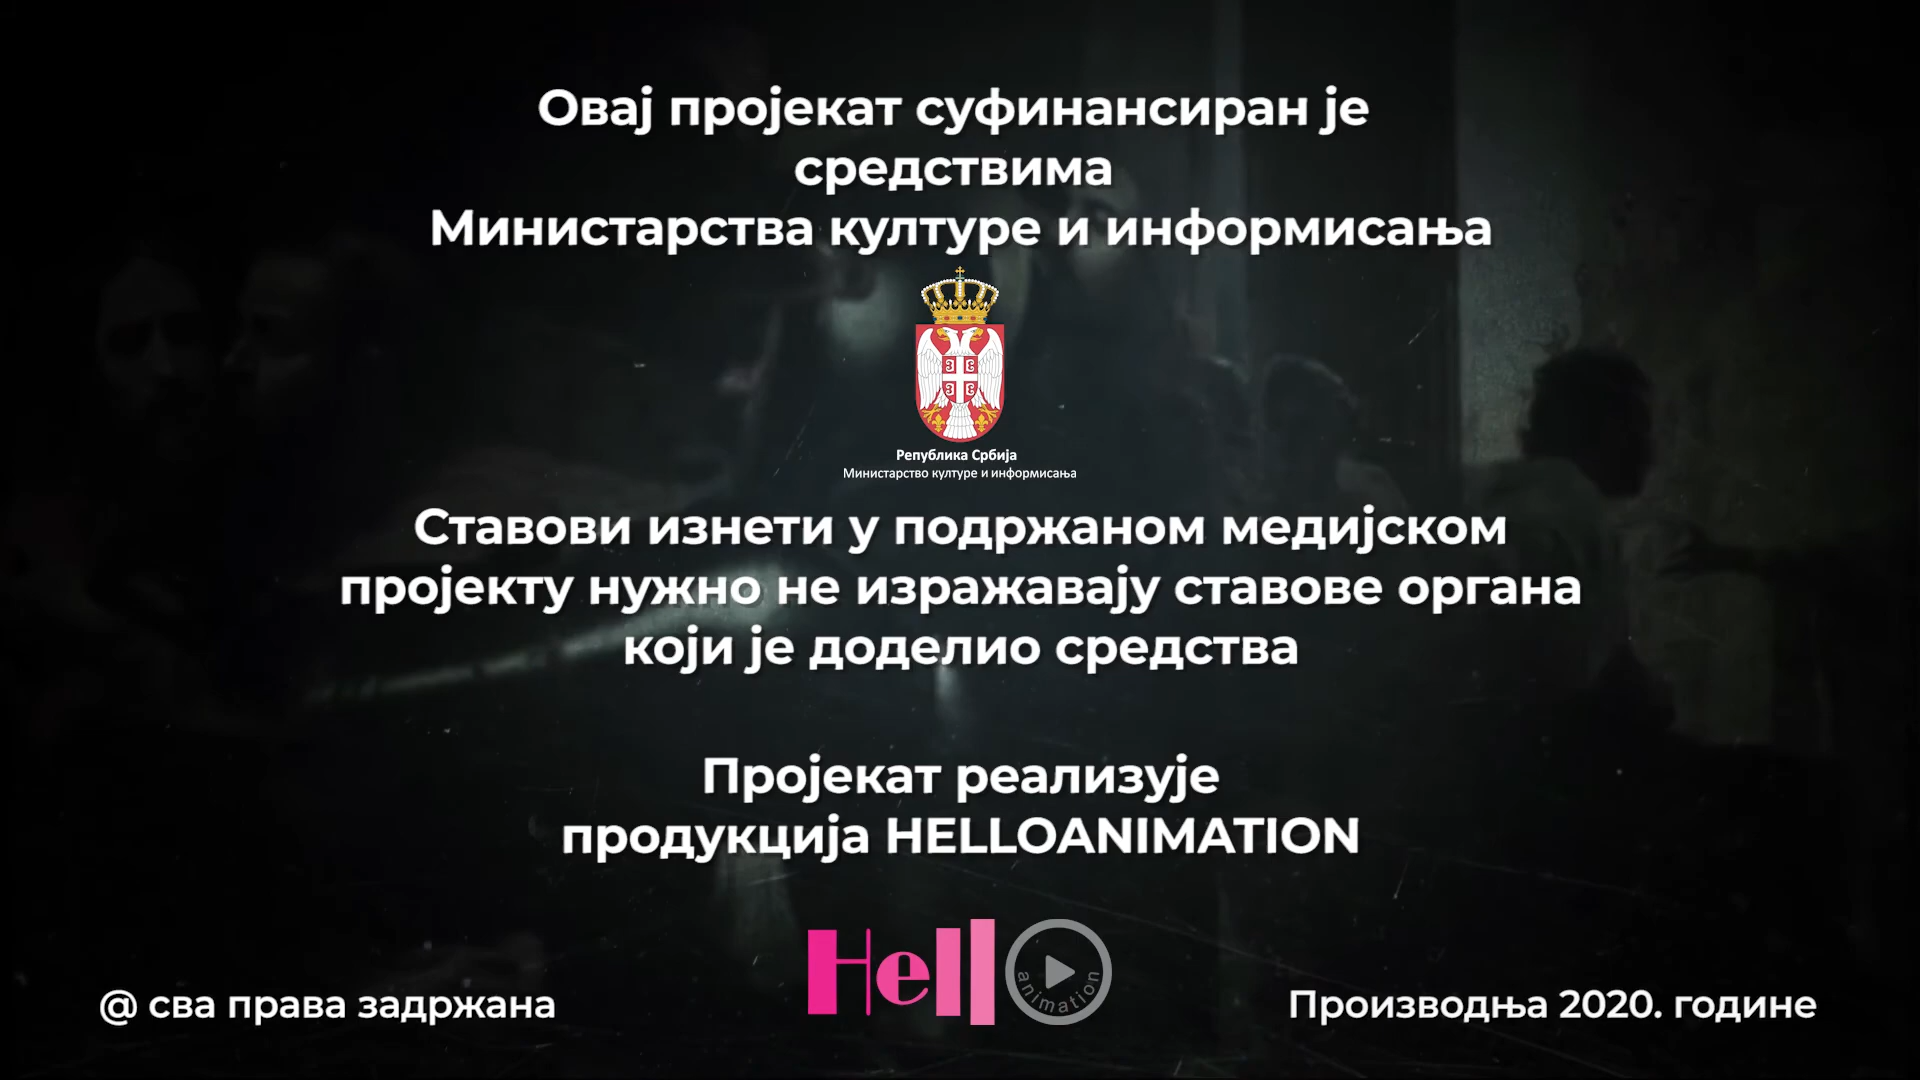 Овај пројекат суфинансиран је
средствима
Министарства културе и информисања
Република Србија
Министарство културе и информисања
Ставови изнети у подржаном медијском
пројекту нужно не изражавају ставове органа
који је доделио средства
Пројекат реализује
продукција HELLOANIMATION
Hello
animation
@ сва права задржана
Производња 2020. године